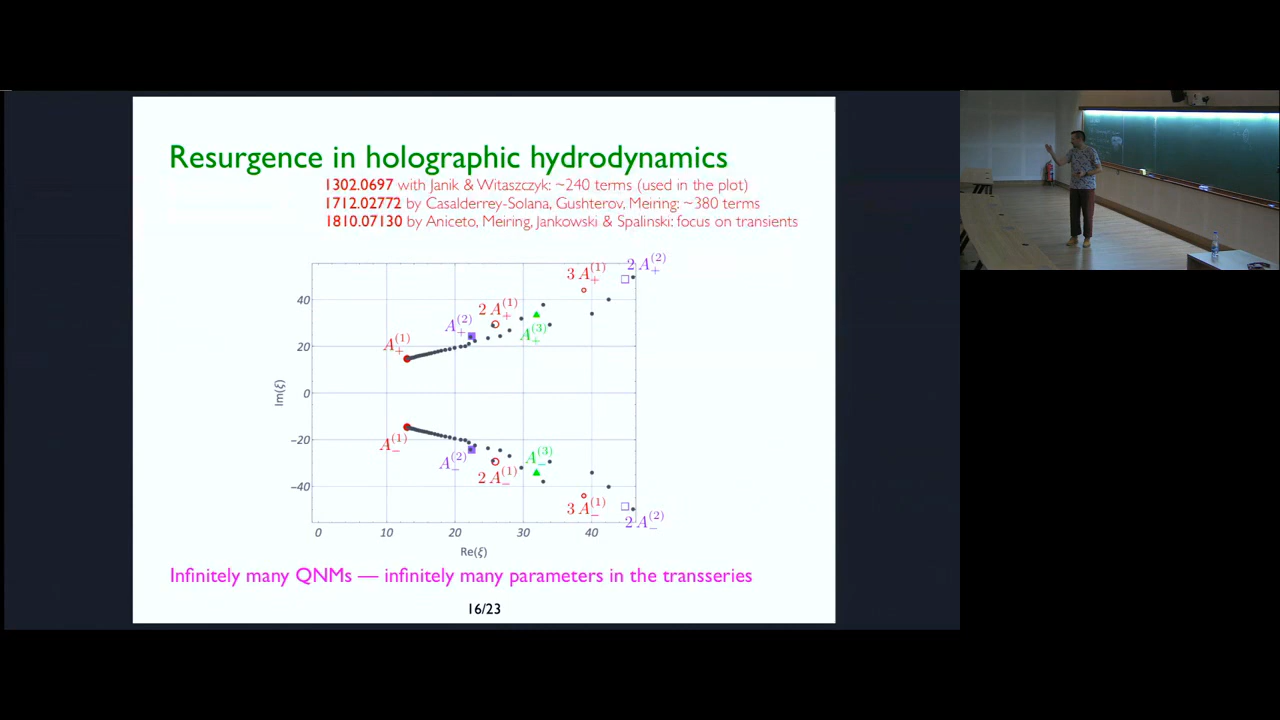 Resurgence in holographic hydrodynamics
1302.0697 with Janik & Witaszczyk: ~240 terms (used in the plot)
1712.02772 by Casalderrey-Solana, Gushterov, Meiring: ~380 terms
1810.07130 by Aniceto, Meiring, Jankowski & Spalinski: focus on transients
2 A₊⁽²⁾
3 A₊⁽¹⁾
40
2 A₊⁽¹⁾
A₊⁽²⁾
A₊⁽³⁾
A₊⁽¹⁾
20
Im(ξ)
0
−20
A₋⁽¹⁾
A₋⁽²⁾
A₋⁽³⁾
2 A₋⁽¹⁾
−40
3 A₋⁽¹⁾
2 A₋⁽²⁾
0 10 20 30 40
Re(ξ)
Infinitely many QNMs — infinitely many parameters in the transseries
16/23